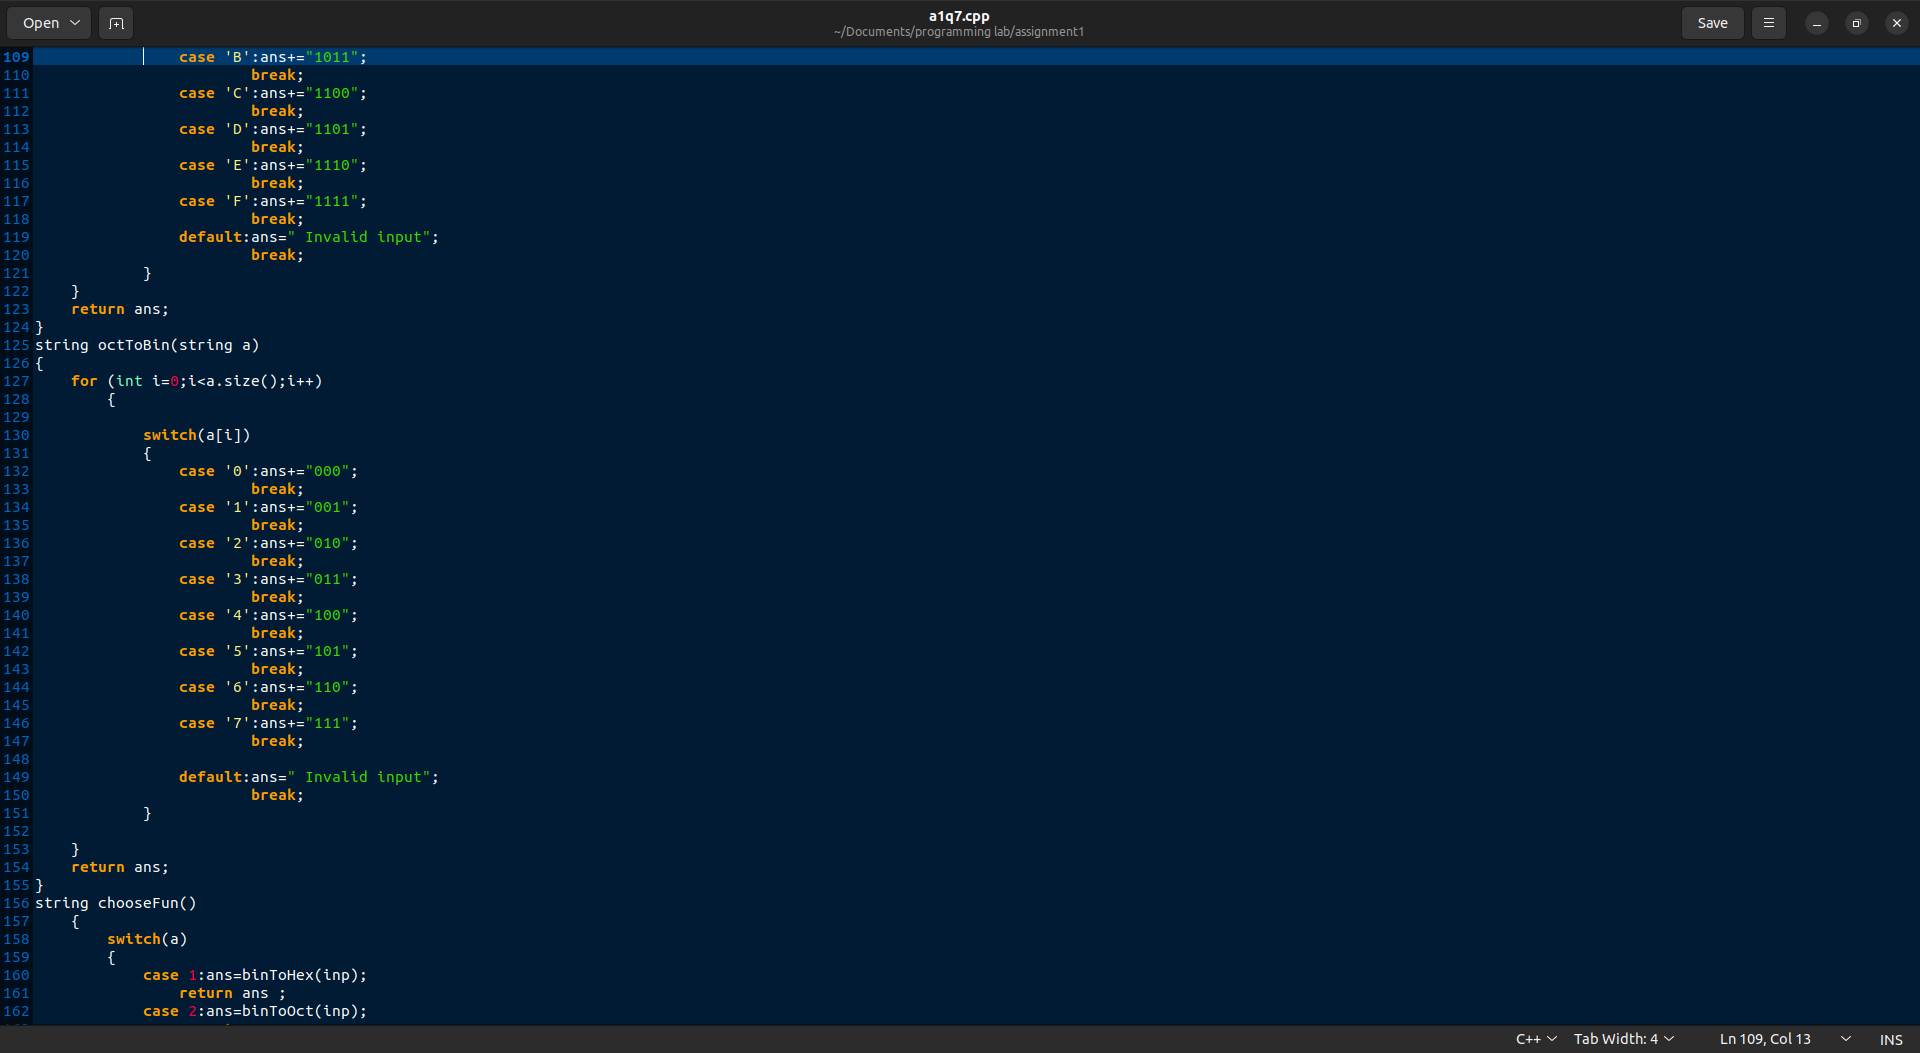 Open
a1q7.cpp
~/Documents/programming lab/assignment1
Save
109 case 'B':ans+="1011";
110 break;
111 case 'C':ans+="1100";
112 break;
113 case 'D':ans+="1101";
114 break;
115 case 'E':ans+="1110";
116 break;
117 case 'F':ans+="1111";
118 break;
119 default:ans=" Invalid input";
120 break;
121 }
122 }
123 return ans;
124 }
125 string octToBin(string a)
126 {
127 for (int i=0;i<a.size();i++)
128 {
129
130 switch(a[i])
131 {
132 case '0':ans+="000";
133 break;
134 case '1':ans+="001";
135 break;
136 case '2':ans+="010";
137 break;
138 case '3':ans+="011";
139 break;
140 case '4':ans+="100";
141 break;
142 case '5':ans+="101";
143 break;
144 case '6':ans+="110";
145 break;
146 case '7':ans+="111";
147 break;
148
149 default:ans=" Invalid input";
150 break;
151 }
152
153 }
154 return ans;
155 }
156 string chooseFun()
157 {
158 switch(a)
159 {
160 case 1:ans=binToHex(inp);
161 return ans ;
162 case 2:ans=binToOct(inp);
C++ Tab Width: 4 Ln 109, Col 13 INS